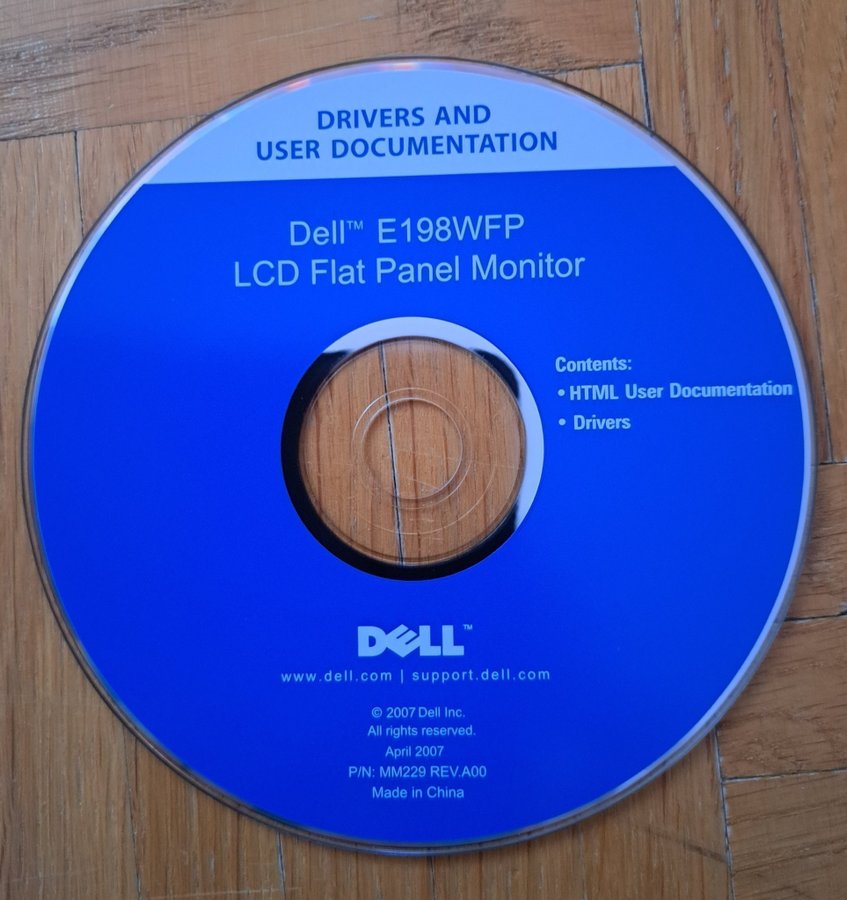 DRIVERS AND
USER DOCUMENTATION
Dell™ E198WFP
LCD Flat Panel Monitor
Contents:
• HTML User Documentation
• Drivers
DELL™
www.dell.com | support.dell.com
© 2007 Dell Inc.
All rights reserved.
April 2007
P/N: MM229 REV.A00
Made in China